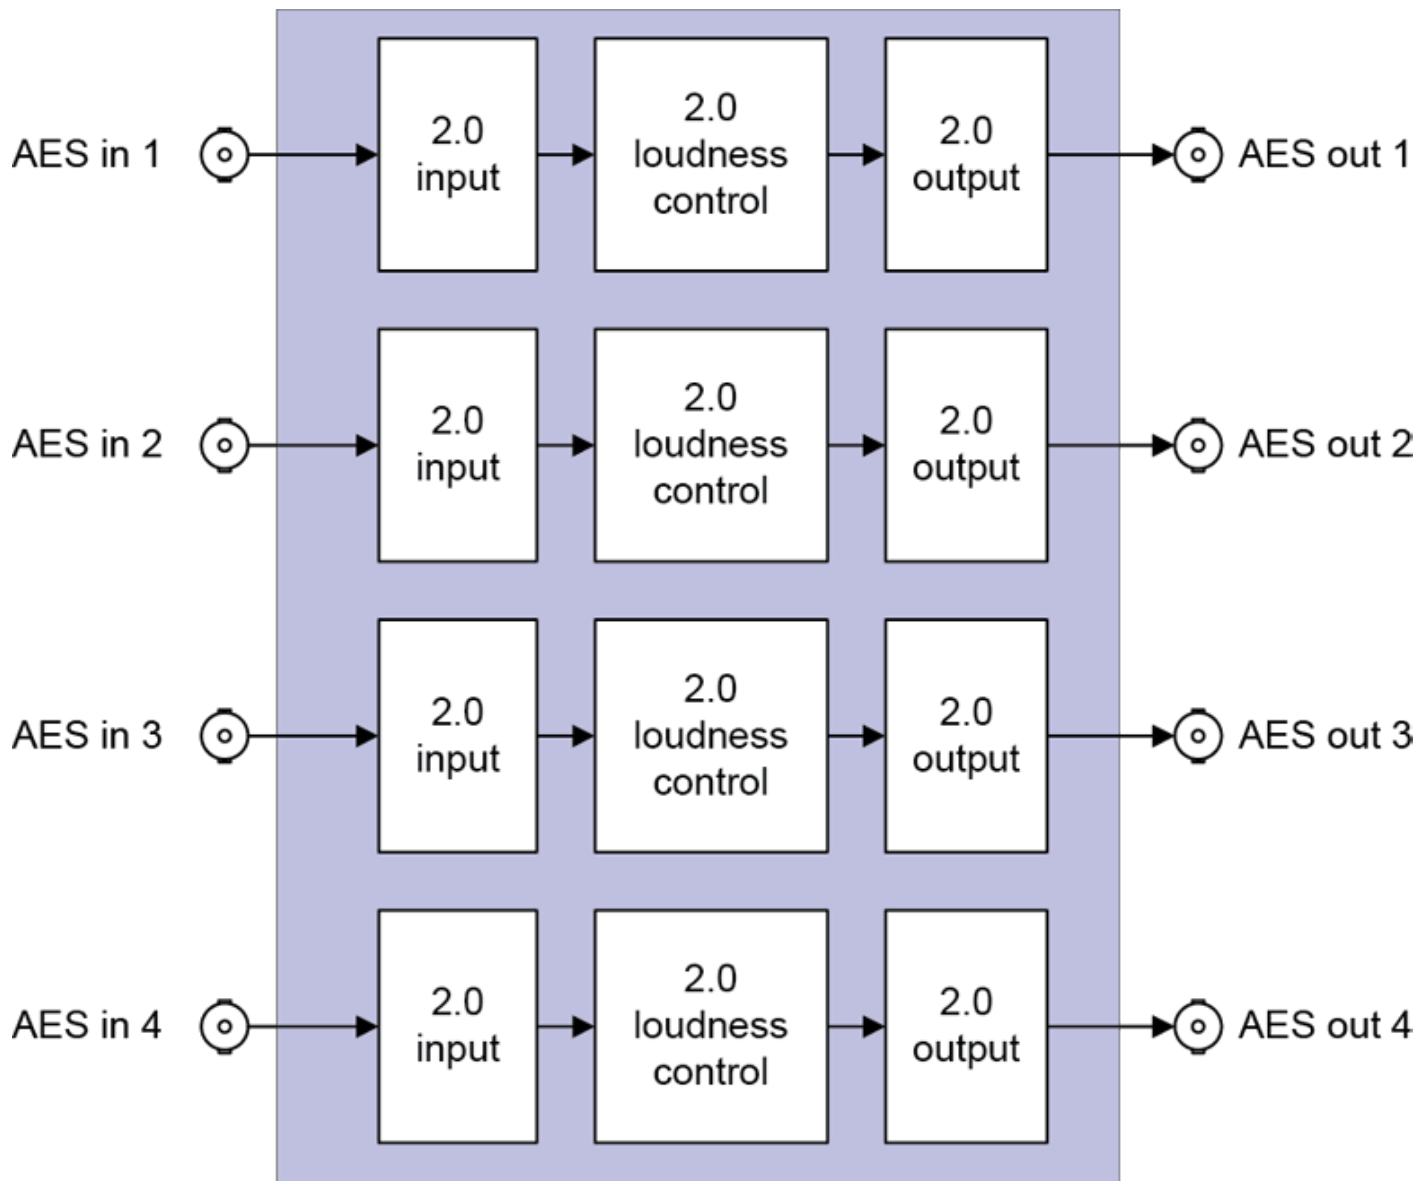 AES in 1
2.0
input
2.0
loudness
control
2.0
output
AES out 1
AES in 2
2.0
input
2.0
loudness
control
2.0
output
AES out 2
AES in 3
2.0
input
2.0
loudness
control
2.0
output
AES out 3
AES in 4
2.0
input
2.0
loudness
control
2.0
output
AES out 4